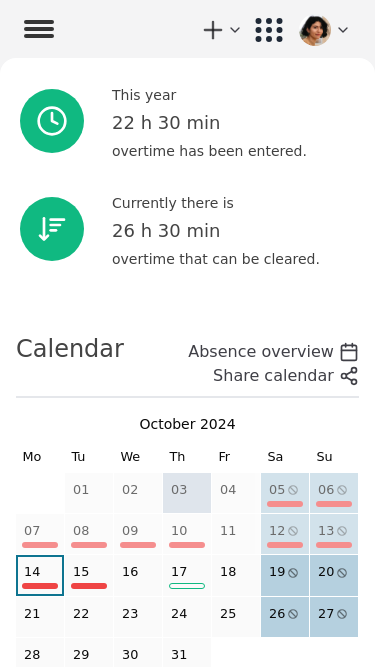 This year
22 h 30 min
overtime has been entered.
Currently there is
26 h 30 min
overtime that can be cleared.
Calendar
Absence overview
Share calendar
October 2024
Mo Tu We Th Fr Sa Su
01 02 03 04 05 06
07 08 09 10 11 12 13
14 15 16 17 18 19 20
21 22 23 24 25 26 27
28 29 30 31